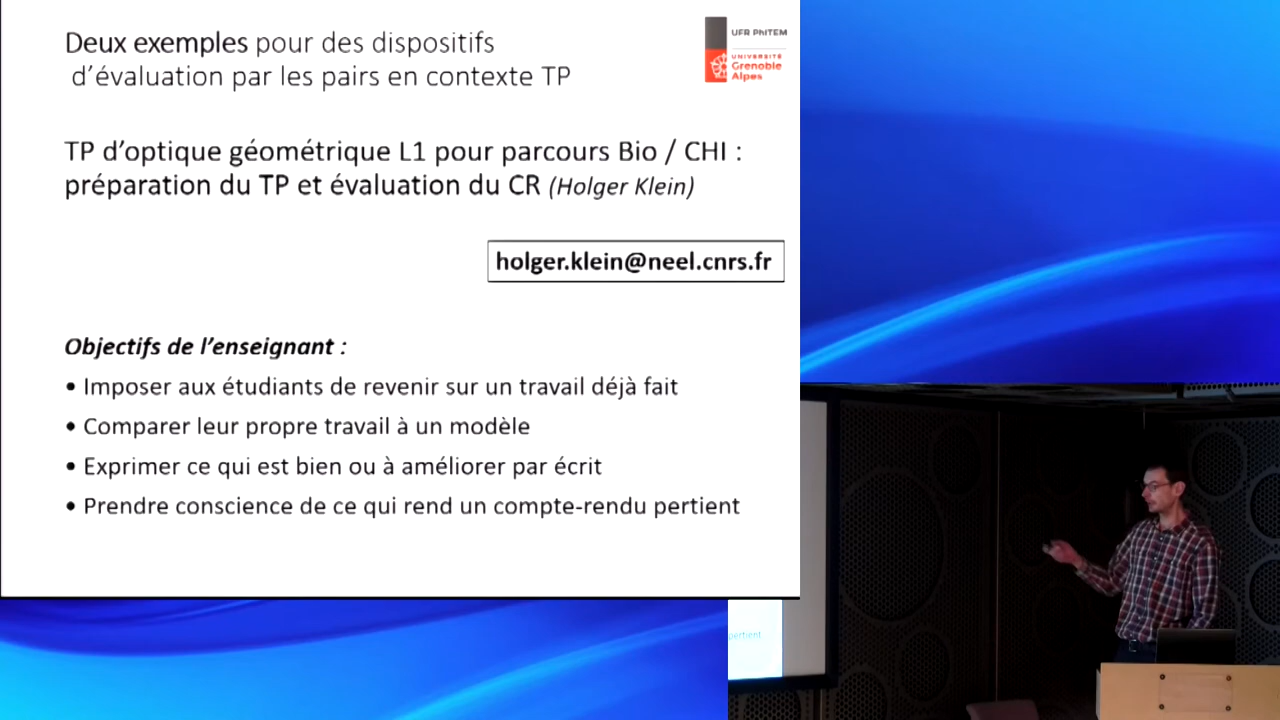 Deux exemples pour des dispositifs
d'évaluation par les pairs en contexte TP
UFR PhITEM
UNIVERSITÉ
Grenoble
Alpes
TP d'optique géométrique L1 pour parcours Bio / CHI :
préparation du TP et évaluation du CR (Holger Klein)
holger.klein@neel.cnrs.fr
Objectifs de l'enseignant :
• Imposer aux étudiants de revenir sur un travail déjà fait
• Comparer leur propre travail à un modèle
• Exprimer ce qui est bien ou à améliorer par écrit
• Prendre conscience de ce qui rend un compte-rendu pertient
pertient